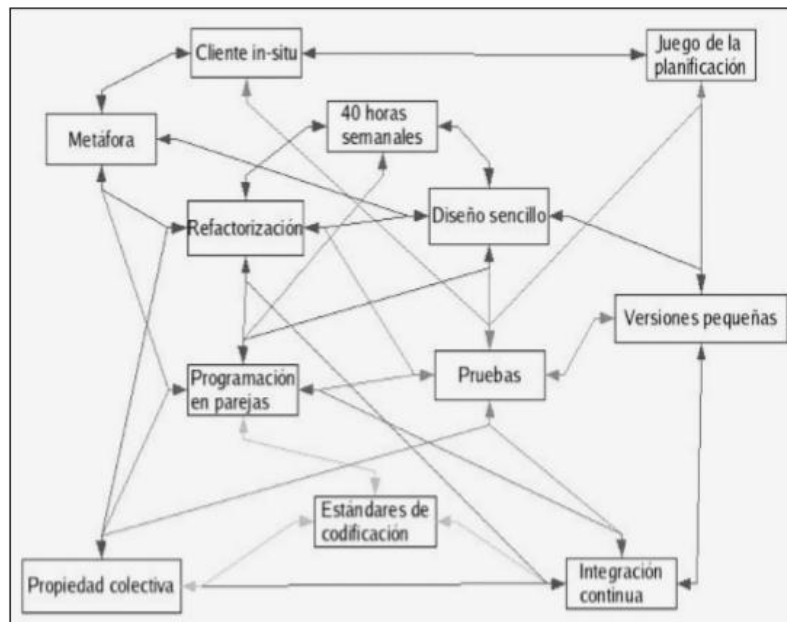 Cliente in-situ
Juego de la
planificación
40 horas
semanales
Metáfora
Refactorización
Diseño sencillo
Versiones pequeñas
Programación
en parejas
Pruebas
Estándares de
codificación
Propiedad colectiva
Integración
continua